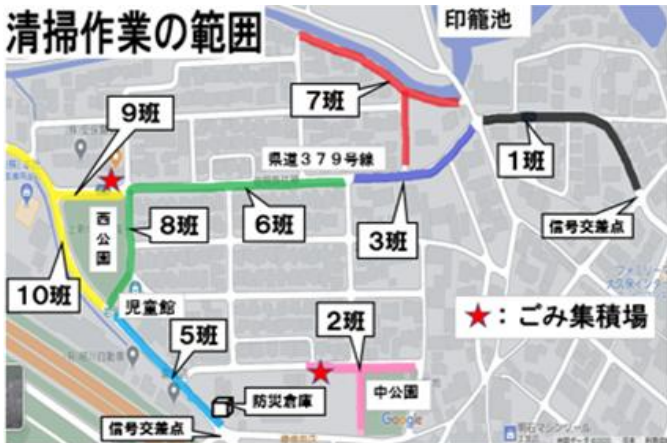 清掃作業の範囲
印籠池
7班
9班
県道379号線
1班
西公園
8班
6班
3班
信号交差点
10班
児童館
2班
★:ごみ集積場
5班
防災倉庫
中公園
信号交差点
Google